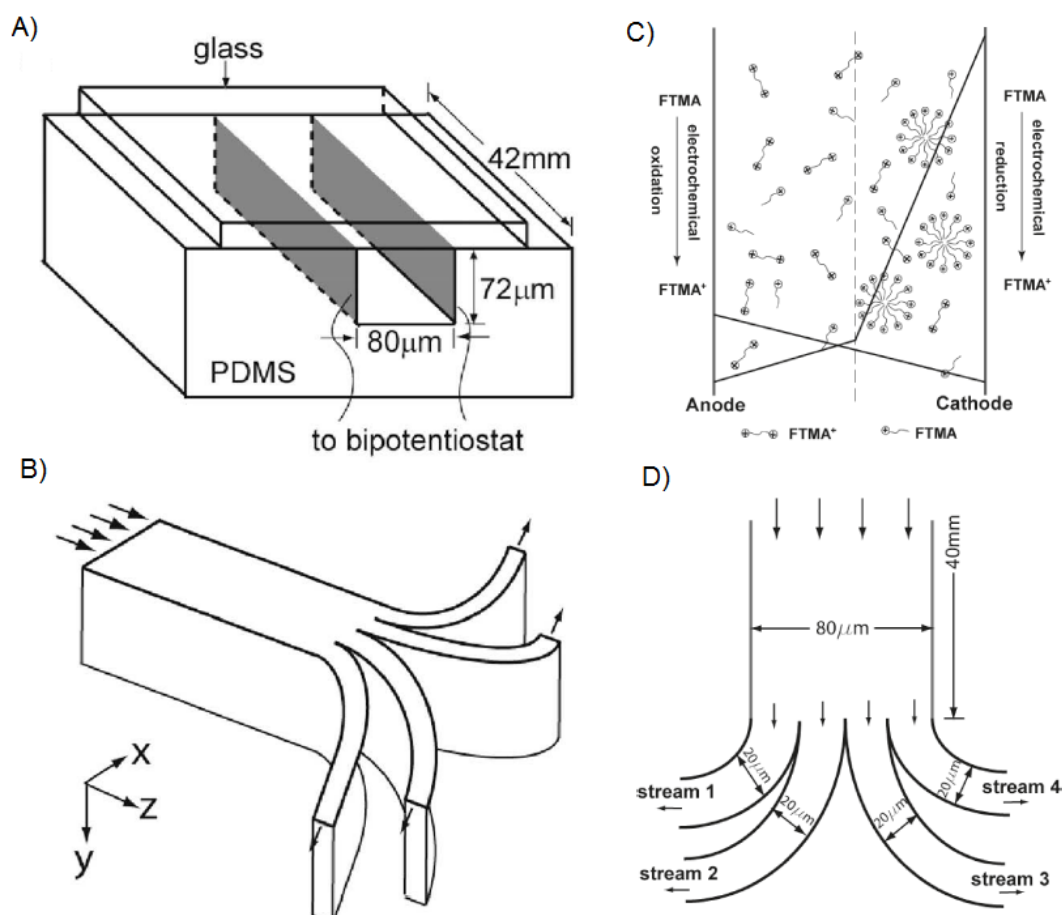 A)
glass
42mm
72μm
80μm
PDMS
to bipotentiostat
B)
x
z
y
C)
FTMA
electrochemical
oxidation
FTMA⁺
FTMA
electrochemical
reduction
FTMA⁺
Anode
Cathode
FTMA⁺
FTMA
D)
40mm
80μm
20μm
20μm
20μm
20μm
stream 1
stream 4
stream 2
stream 3